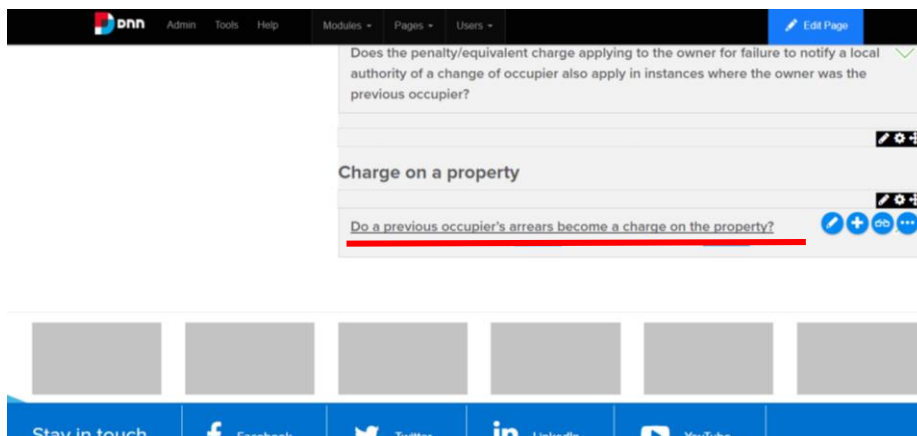 DNN Admin Tools Help Modules Pages Users Edit Page
Does the penalty/equivalent charge applying to the owner for failure to notify a local
authority of a change of occupier also apply in instances where the owner was the
previous occupier?
Charge on a property
Do a previous occupier's arrears become a charge on the property?
Stay in touch Facebook Twitter LinkedIn YouTube